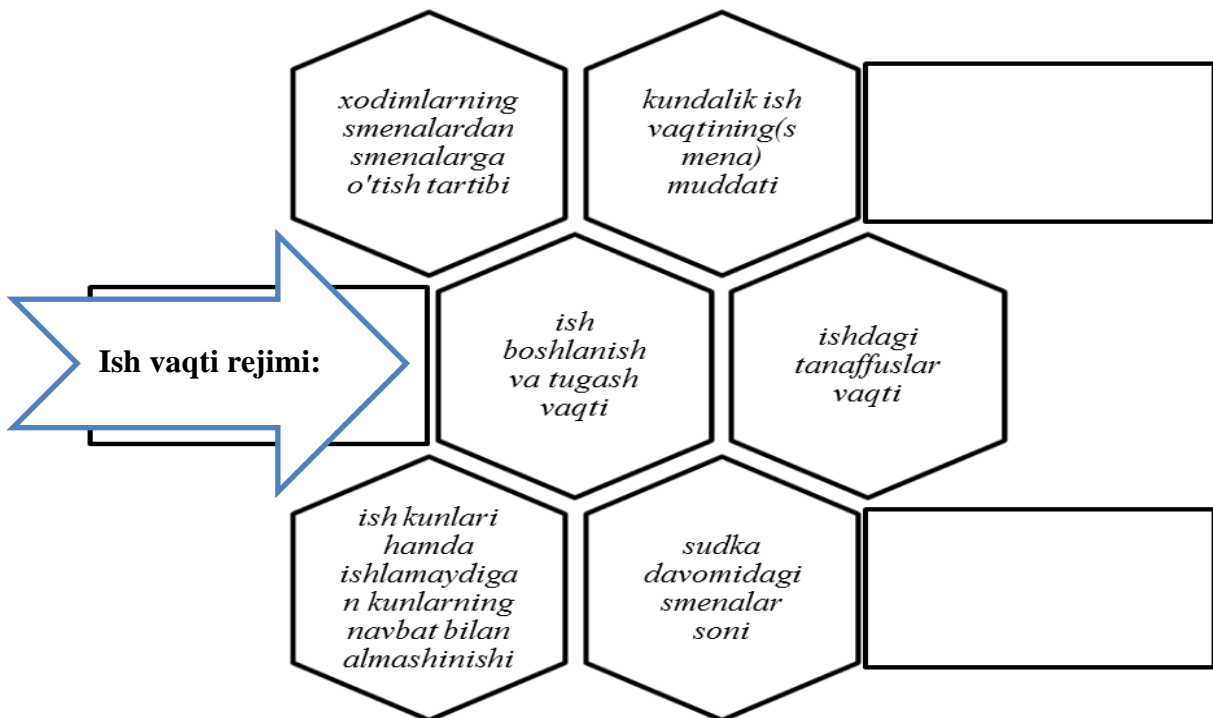 xodimlarning
smenalardan
smenalarga
o'tish tartibi
kundalik ish
vaqtining(s
mena)
muddati
Ish vaqti rejimi:
ish
boshlanish
va tugash
vaqti
ishdagi
tanaffuslar
vaqti
ish kunlari
hamda
ishlamaydiga
n kunlarning
navbat bilan
almashinishi
sudka
davomidagi
smenalar
soni